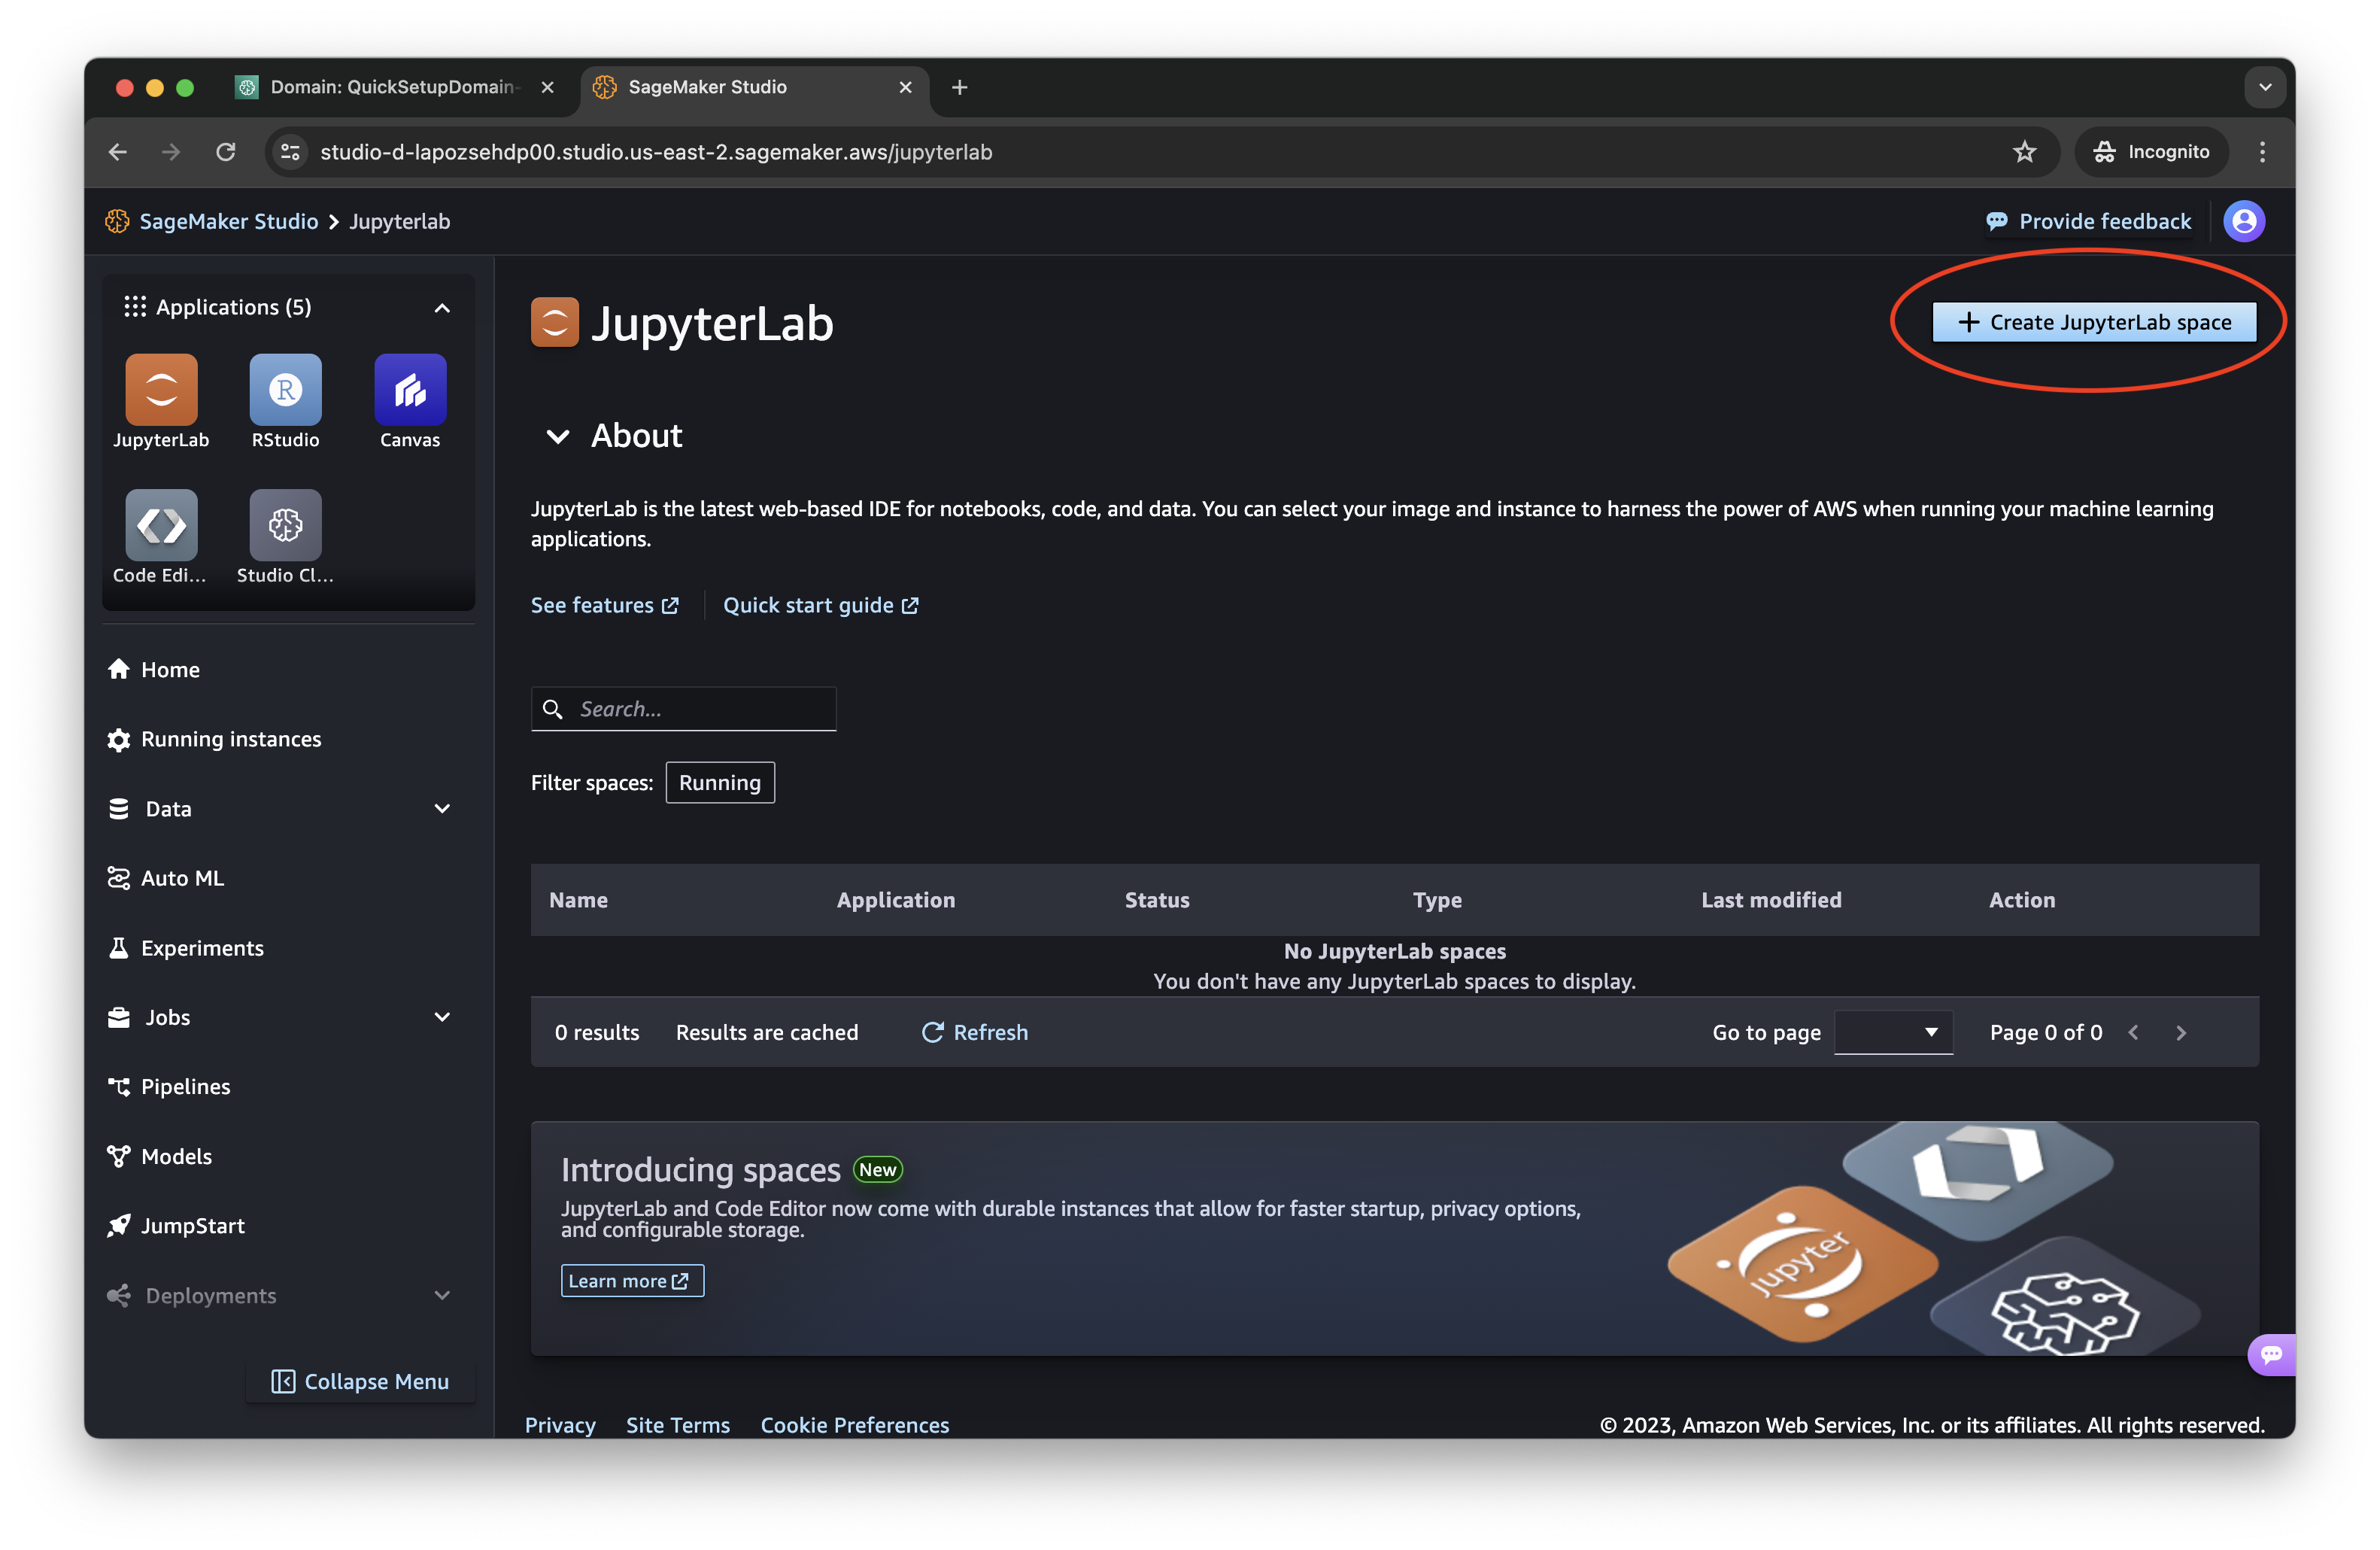 Domain: QuickSetupDomain-
SageMaker Studio
studio-d-lapozsehdp00.studio.us-east-2.sagemaker.aws/jupyterlab
Incognito
SageMaker Studio
Jupyterlab
Provide feedback
Applications (5)
JupyterLab
RStudio
Canvas
Code Edi...
Studio Cl...
Home
Running instances
Data
Auto ML
Experiments
Jobs
Pipelines
Models
JumpStart
Deployments
Collapse Menu
JupyterLab
+ Create JupyterLab space
About
JupyterLab is the latest web-based IDE for notebooks, code, and data. You can select your image and instance to harness the power of AWS when running your machine learning
applications.
See features
Quick start guide
Search...
Filter spaces: Running
Name Application Status Type Last modified Action
No JupyterLab spaces
You don't have any JupyterLab spaces to display.
0 results Results are cached Refresh Go to page Page 0 of 0
Introducing spaces New
JupyterLab and Code Editor now come with durable instances that allow for faster startup, privacy options,
and configurable storage.
Learn more
Jupyter
Privacy Site Terms Cookie Preferences
© 2023, Amazon Web Services, Inc. or its affiliates. All rights reserved.